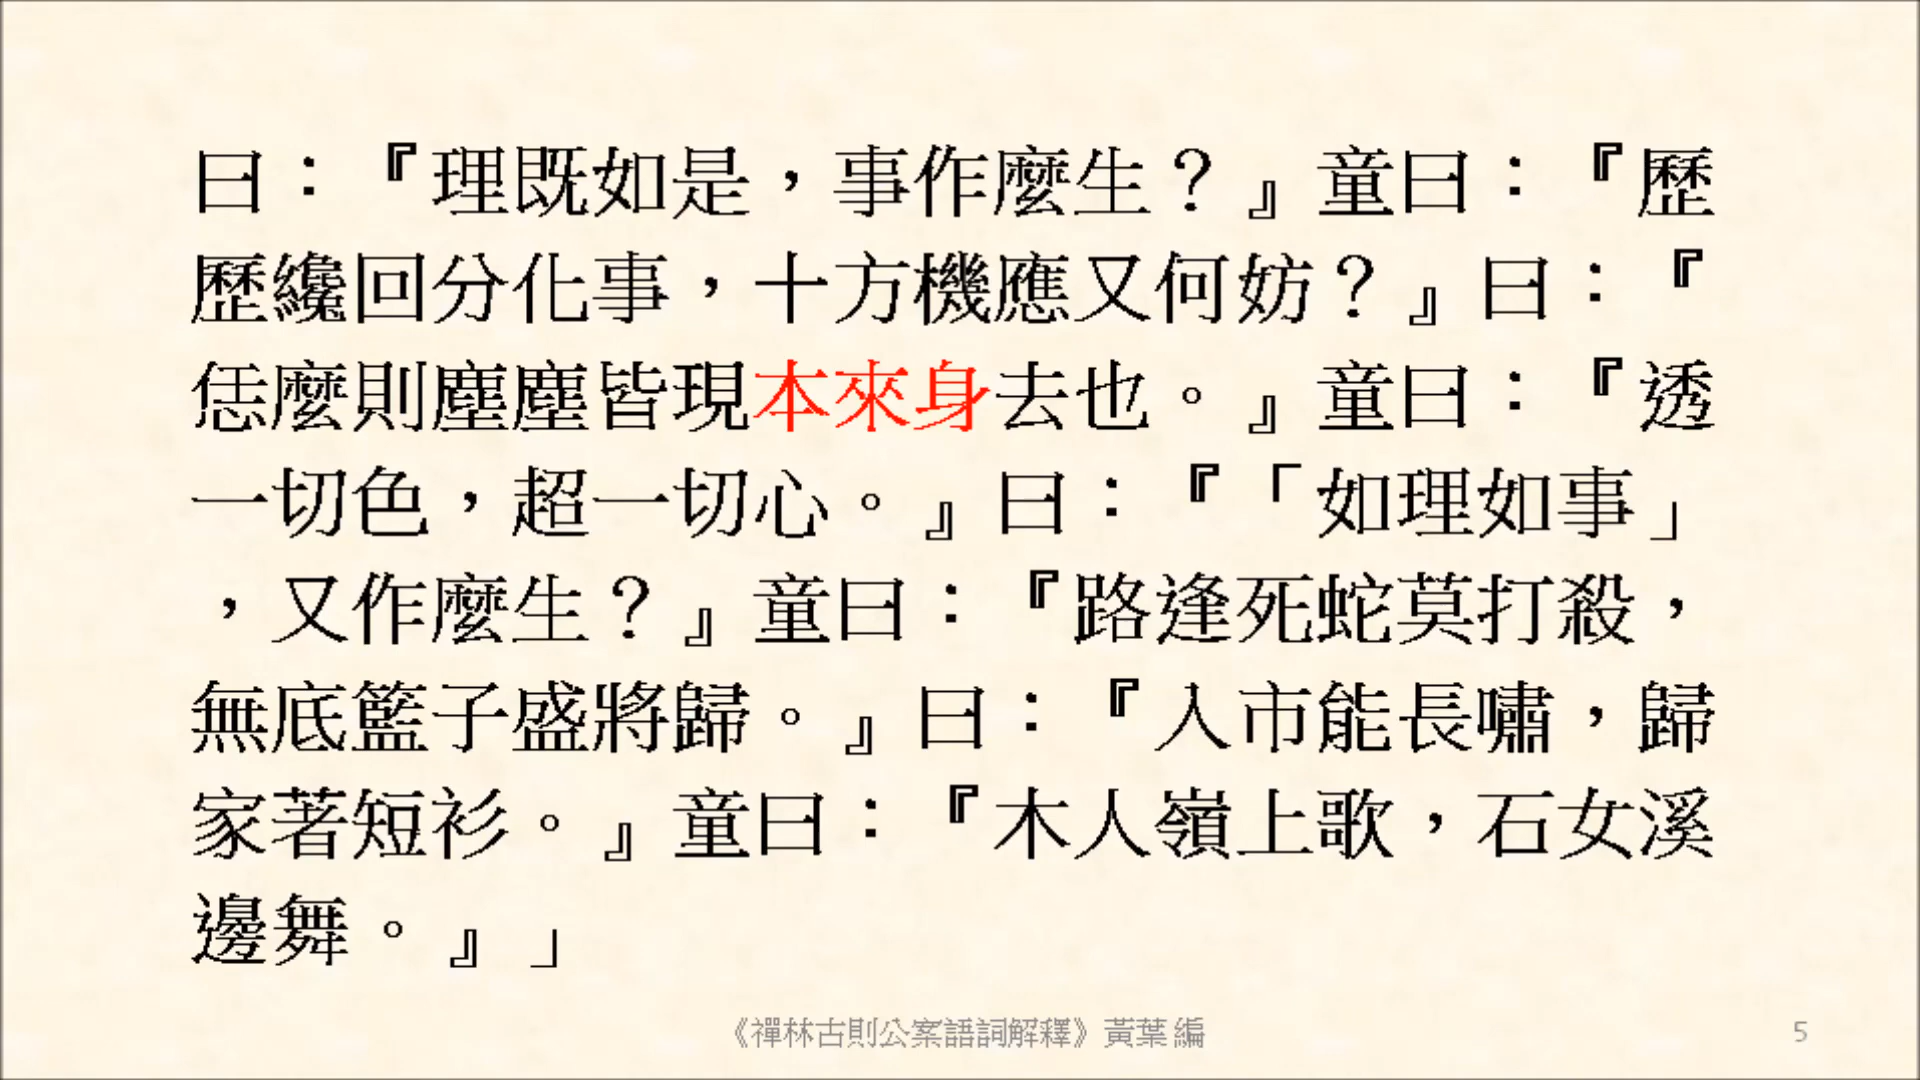 曰：『理既如是，事作麼生？』童曰：『歷
歷纔回分化事，十方機應又何妨？』曰：『
恁麼則塵塵皆現本來身去也。』童曰：『透
一切色，超一切心。』曰：『「如理如事」
，又作麼生？』童曰：『路逢死蛇莫打殺，
無底籃子盛將歸。』曰：『入市能長嘯，歸
家著短衫。』童曰：『木人嶺上歌，石女溪
邊舞。』」
《禪林古則公案語詞解釋》黃葉 編
5